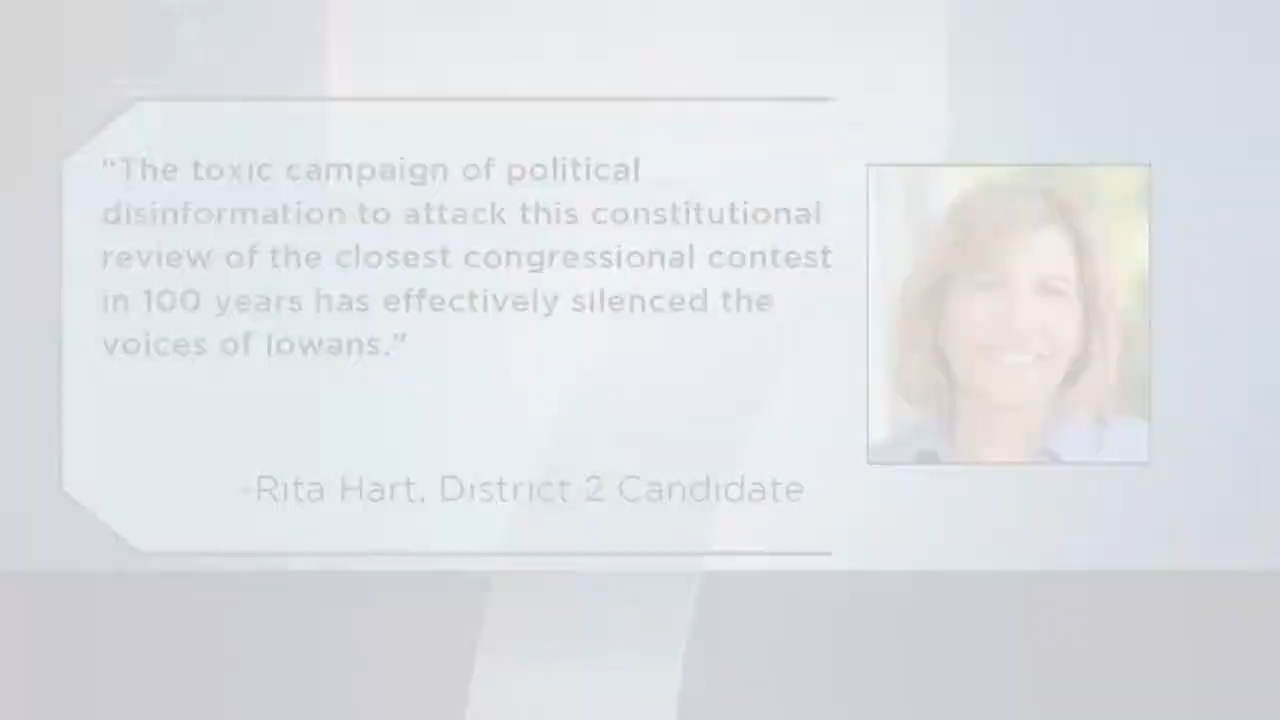 "The toxic campaign of political
disinformation to attack this constitutional
review of the closest congressional contest
in 100 years has effectively silenced the
voices of Iowans."
-Rita Hart, District 2 Candidate